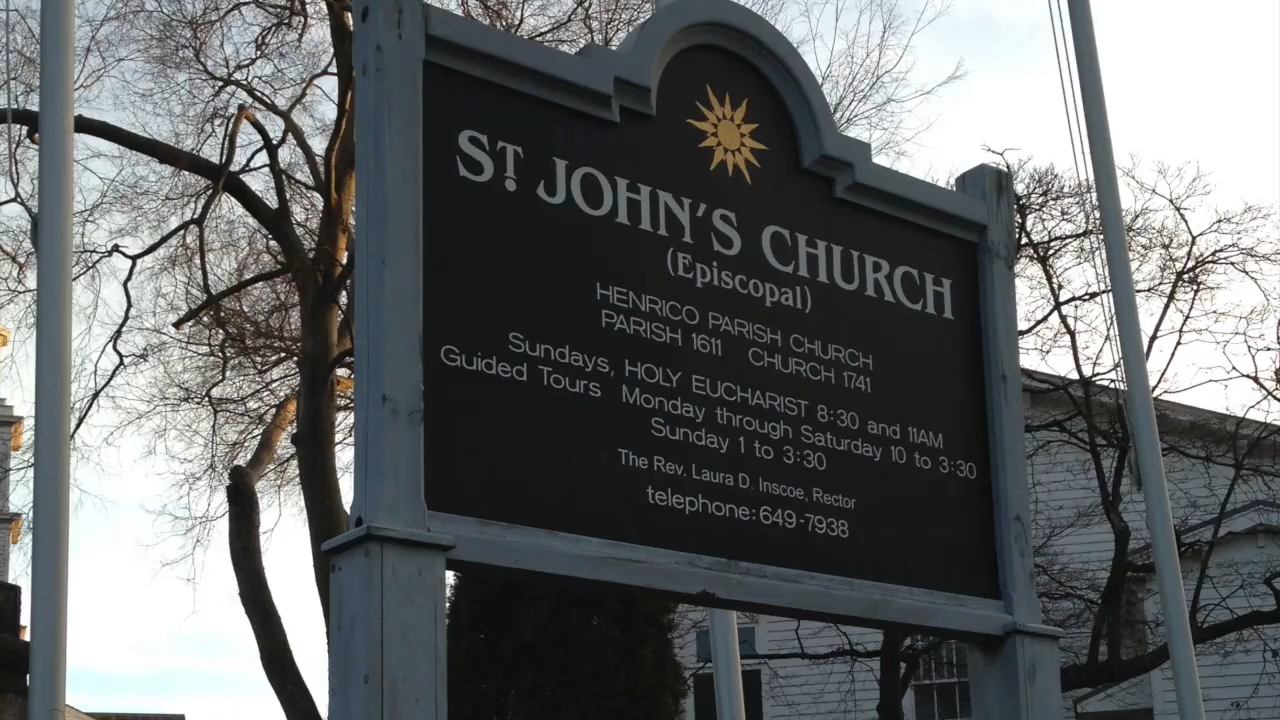 ST. JOHN'S CHURCH
(Episcopal)
HENRICO PARISH CHURCH
PARISH 1611 CHURCH 1741
Sundays, HOLY EUCHARIST 8:30 and 11AM
Guided Tours Monday through Saturday 10 to 3:30
Sunday 1 to 3:30
The Rev. Laura D. Inscoe, Rector
telephone: 649-7938